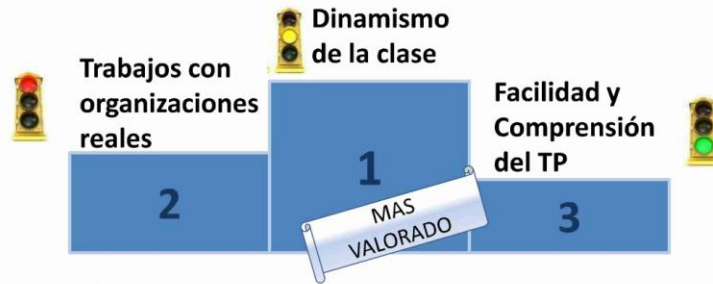 Dinamismo
de la clase
Trabajos con
organizaciones
reales
Facilidad y
Comprensión
del TP
1
2
3
MAS
VALORADO